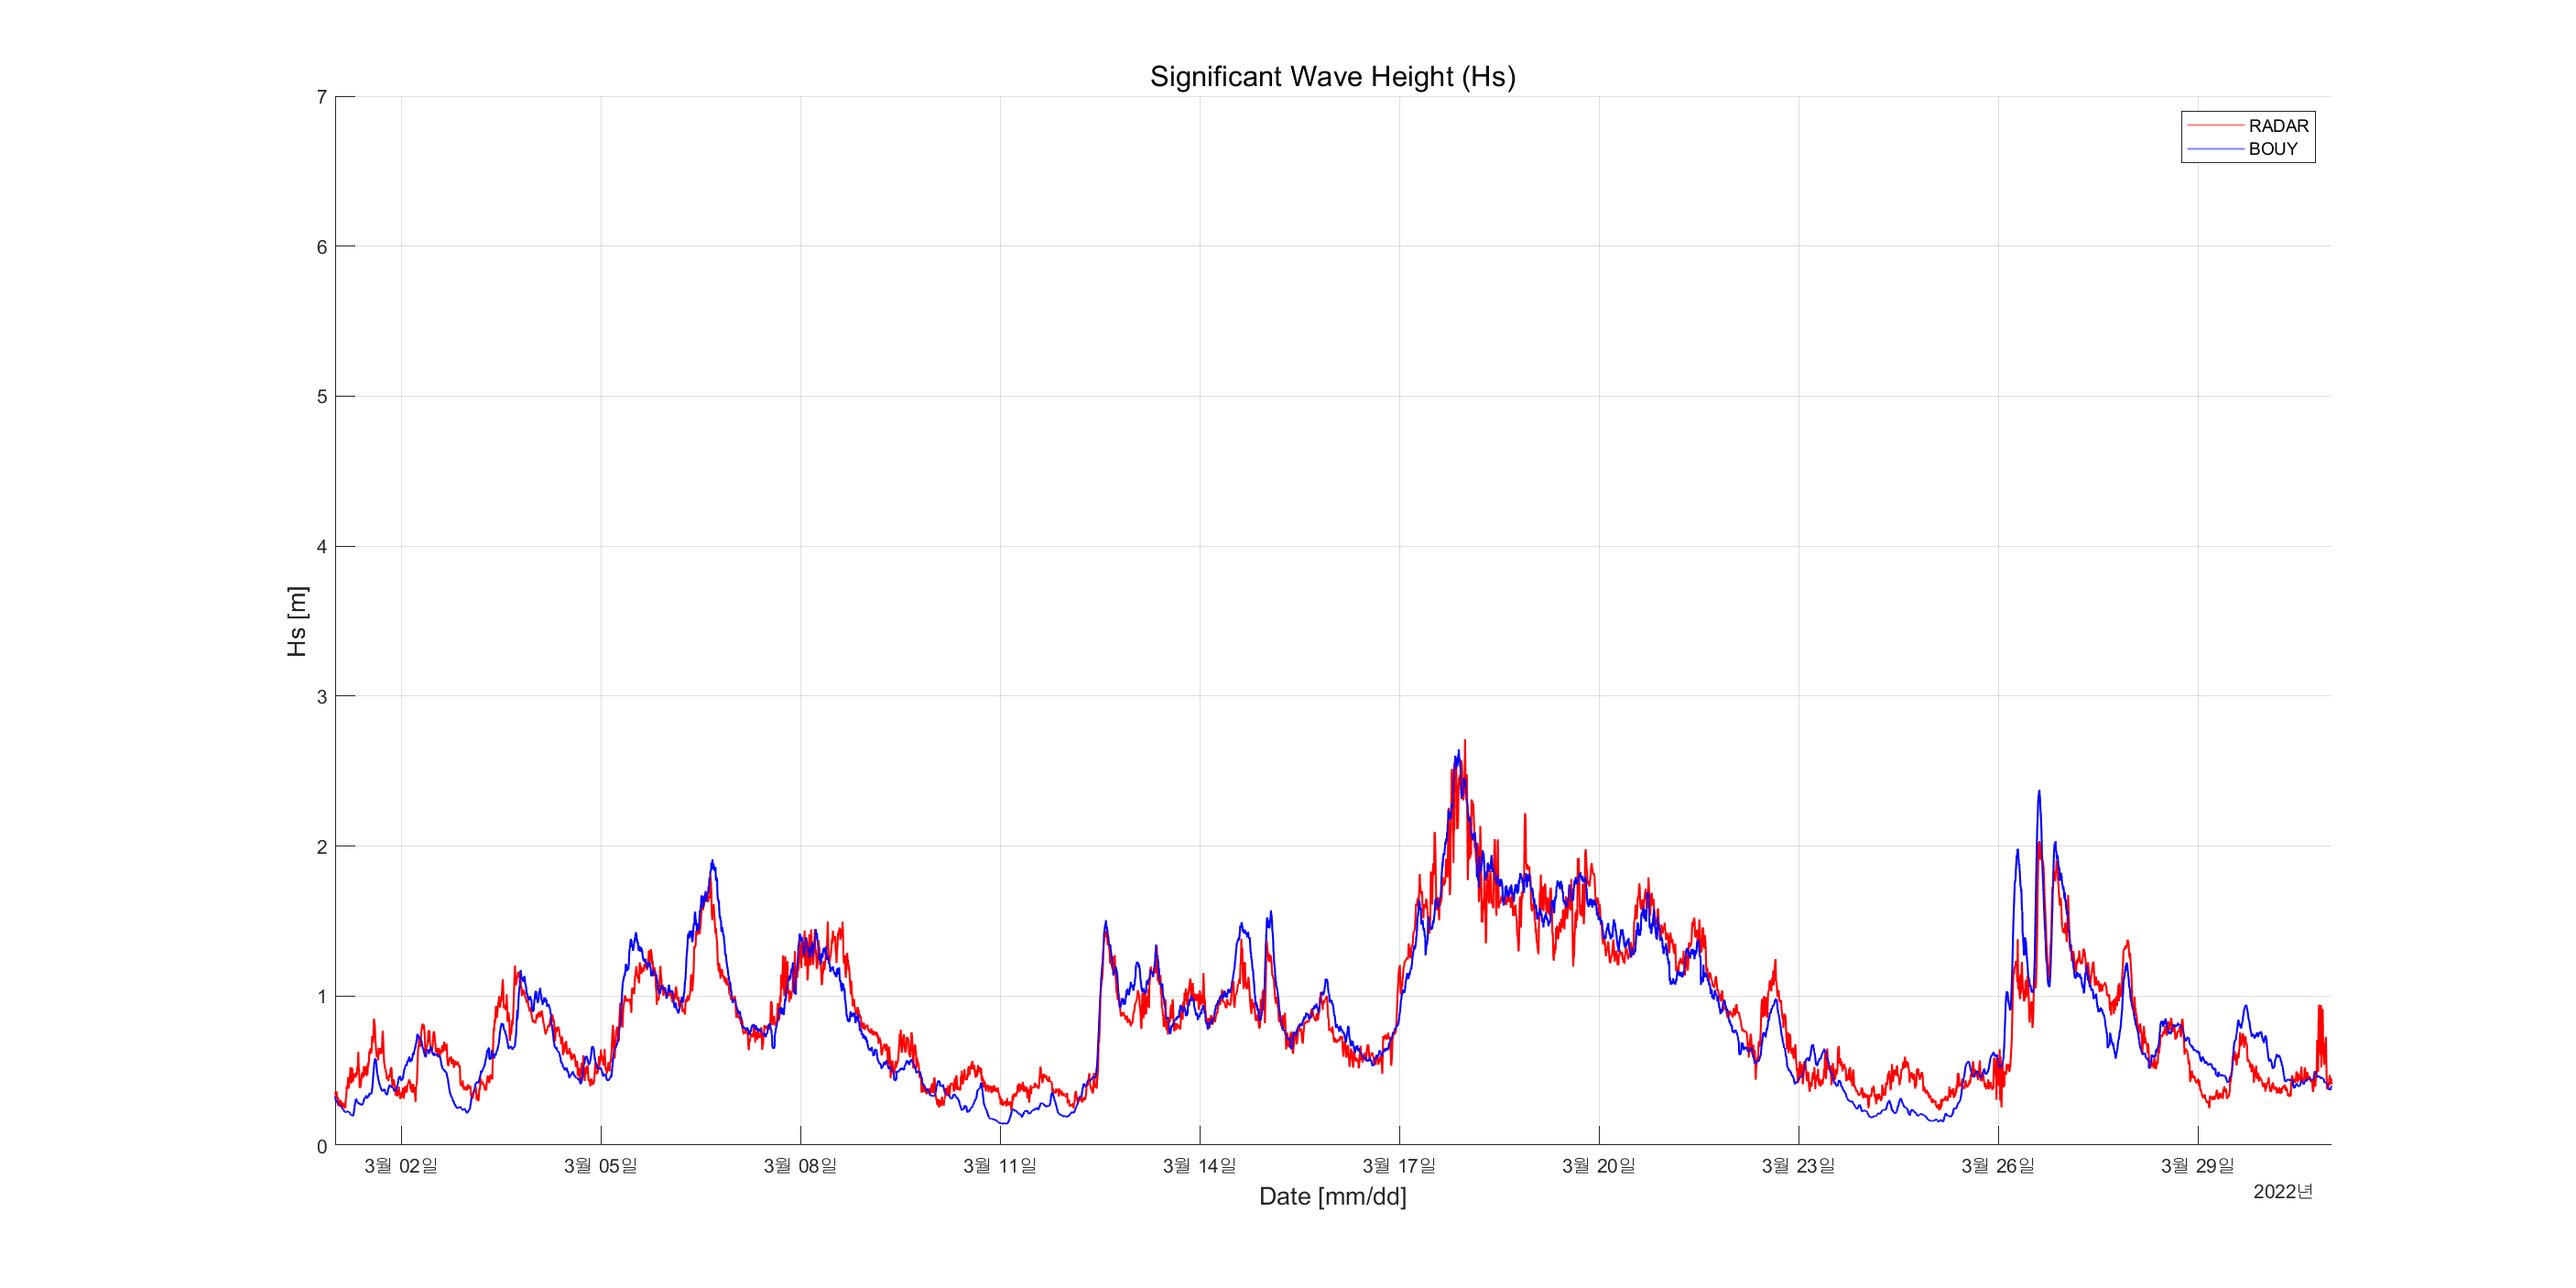 Significant Wave Height (Hs)
RADAR
BOUY
7
6
5
4
3
2
1
0
Hs [m]
3월 02일
3월 05일
3월 08일
3월 11일
3월 14일
3월 17일
3월 20일
3월 23일
3월 26일
3월 29일
2022년
Date [mm/dd]